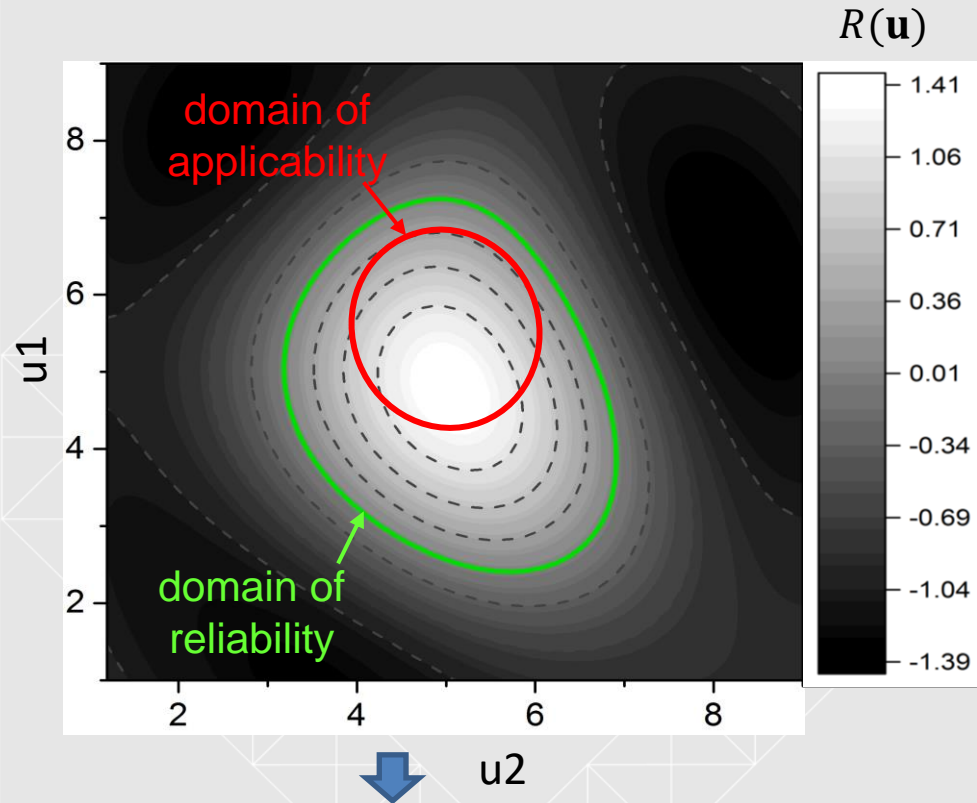 R(𝐮)
domain of
applicability
domain of
reliability
u1
8
6
4
2
2 4 6 8
u2
1.41
1.06
0.71
0.36
0.01
-0.34
-0.69
-1.04
-1.39